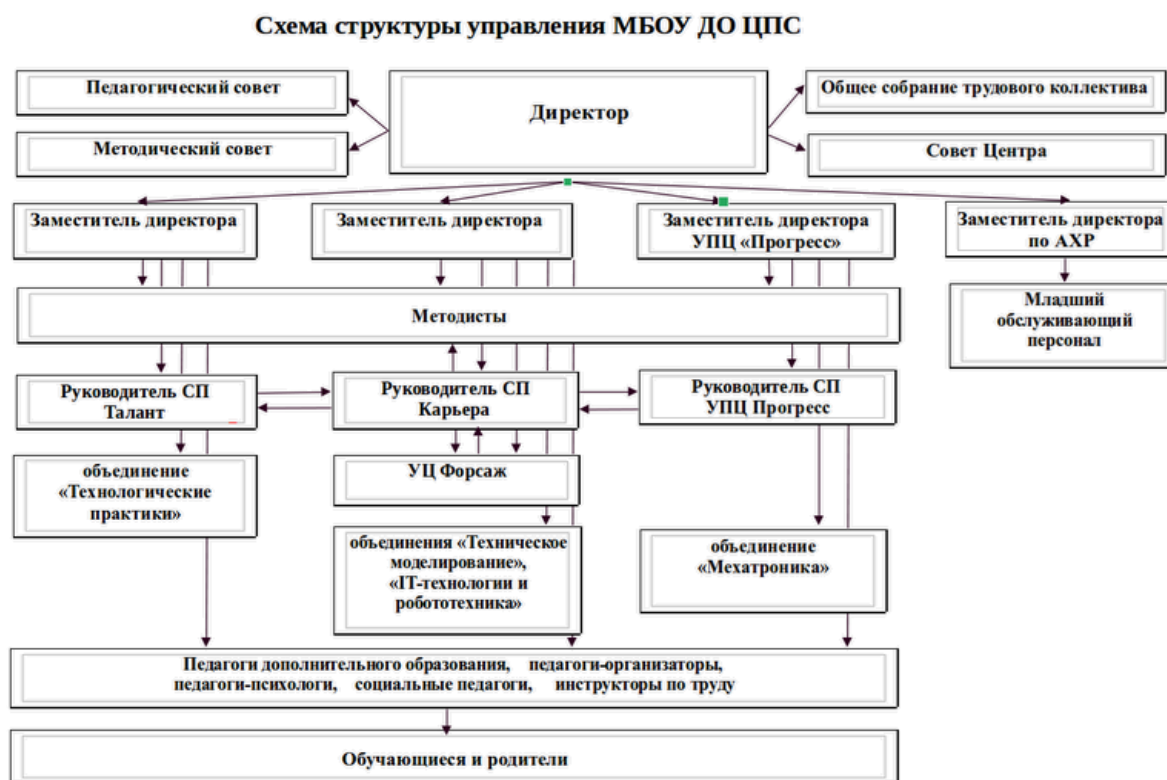 Схема структуры управления МБОУ ДО ЦПС
Педагогический совет
Директор
Общее собрание трудового коллектива
Методический совет
Совет Центра
Заместитель директора
Заместитель директора
Заместитель директора
УПЦ «Прогресс»
Заместитель директора
по АХР
Методисты
Младший
обслуживающий
персонал
Руководитель СП
Талант
Руководитель СП
Карьера
Руководитель СП
УПЦ Прогресс
объединение
«Технологические
практики»
УЦ Форсаж
объединения «Техническое
моделирование»,
«IT-технологии и
робототехника»
объединение
«Мехатроника»
Педагоги дополнительного образования, педагоги-организаторы,
педагоги-психологи, социальные педагоги, инструкторы по труду
Обучающиеся и родители